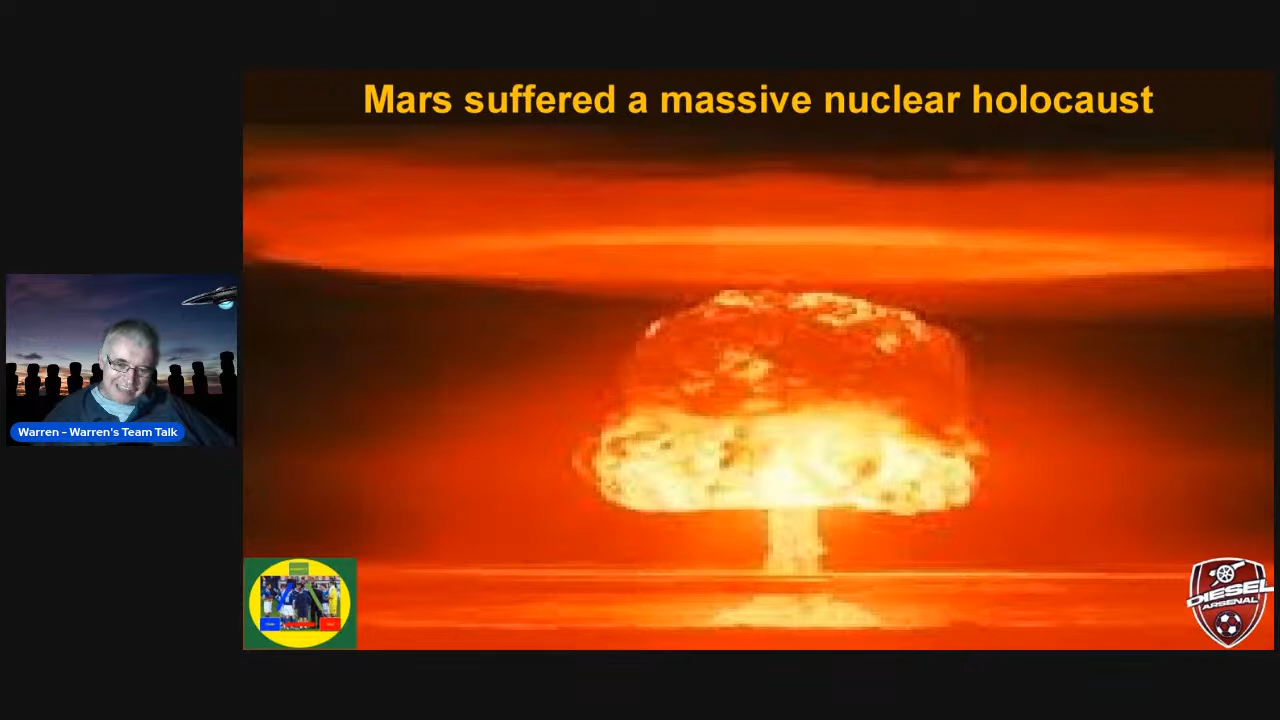 Mars suffered a massive nuclear holocaust
Warren – Warren's Team Talk
DIESEL
ARSENAL